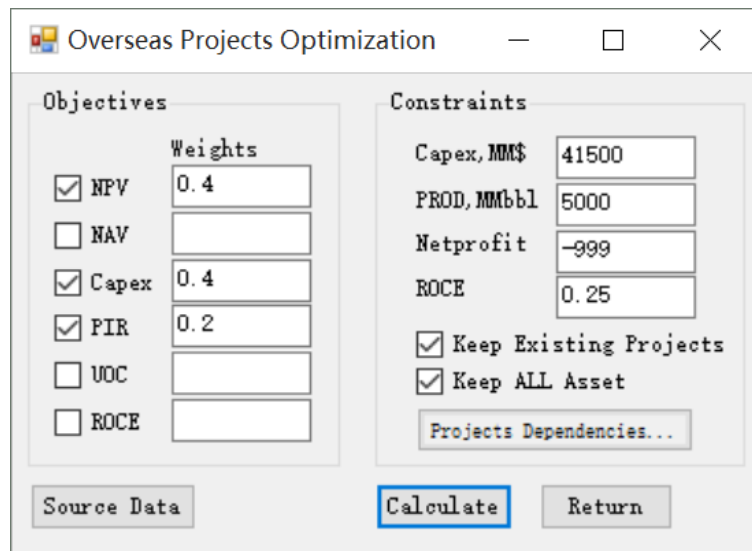 Overseas Projects Optimization
Objectives
Weights
NPV 0.4
NAV
Capex 0.4
PIR 0.2
UOC
ROCE
Constraints
Capex,MM$ 41500
PROD,MMbbl 5000
Netprofit -999
ROCE 0.25
Keep Existing Projects
Keep ALL Asset
Projects Dependencies...
Source Data
Calculate
Return